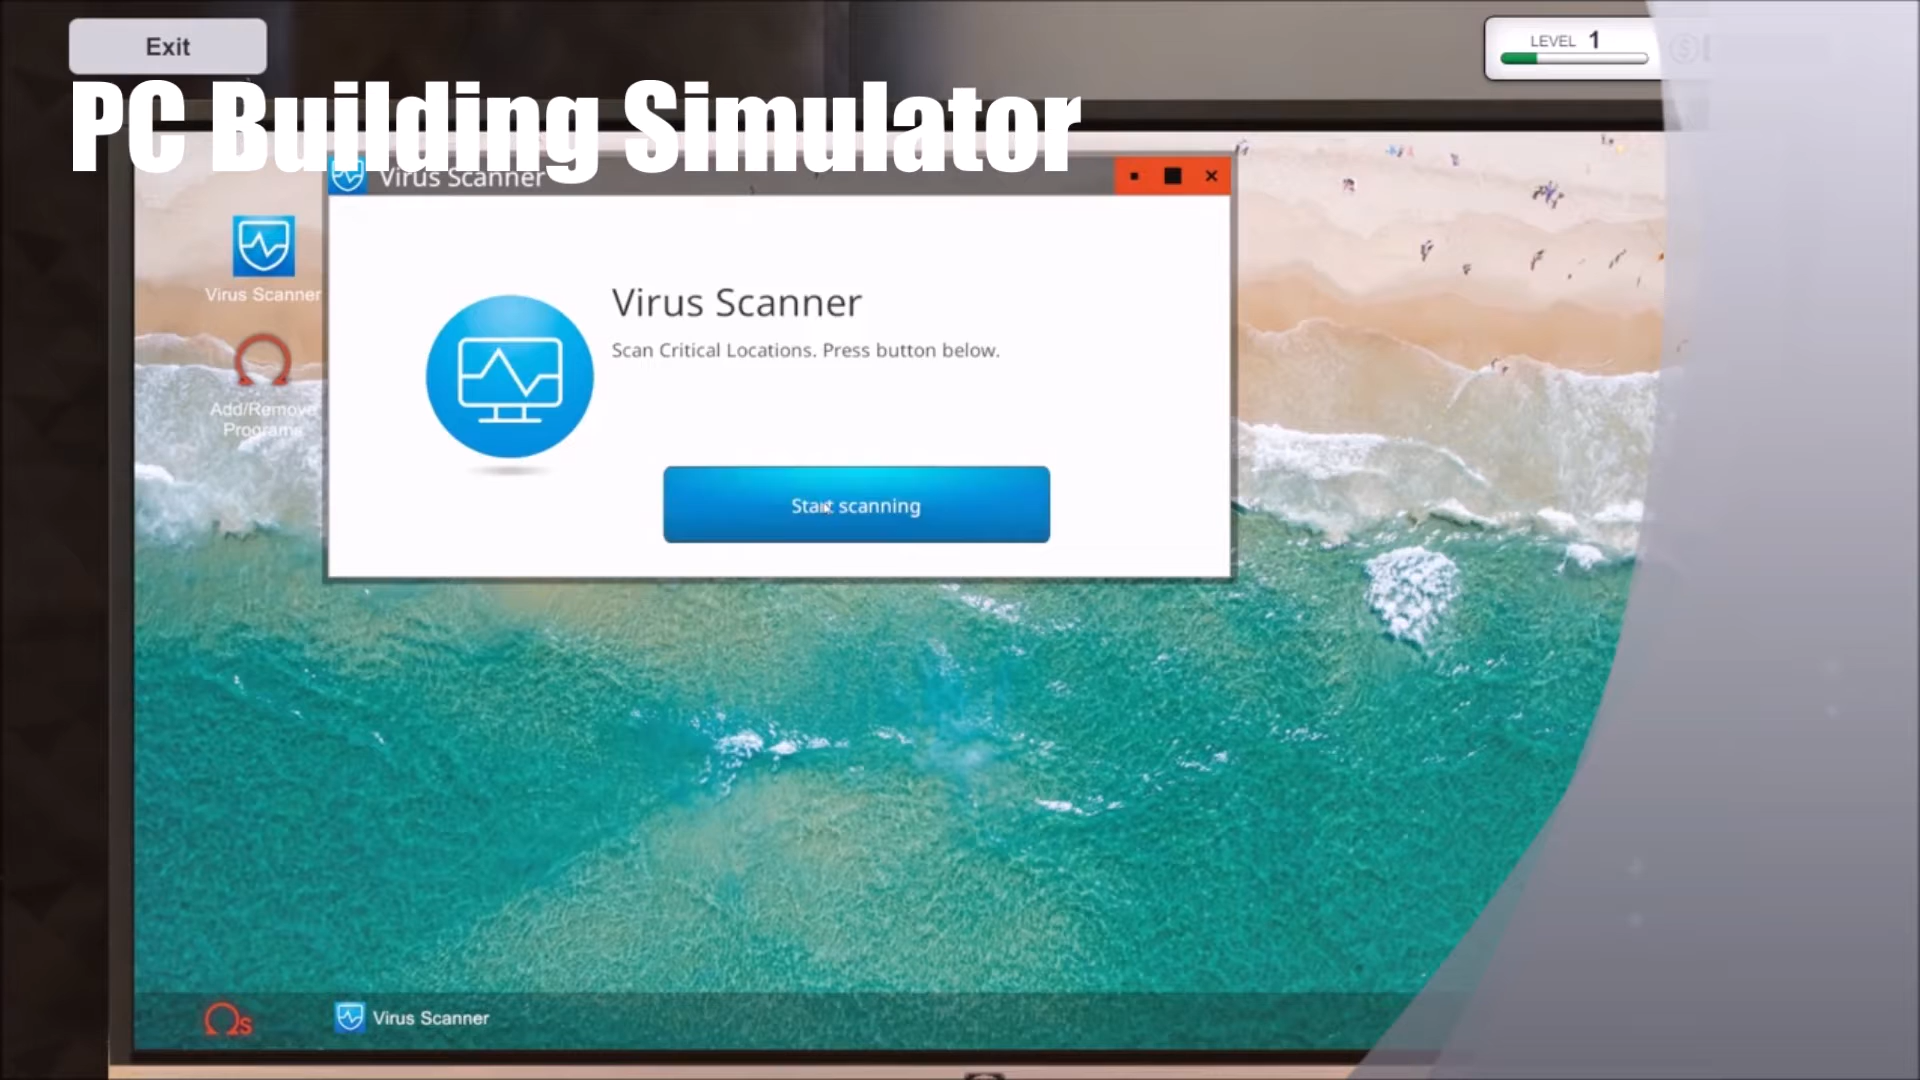 Exit
LEVEL 1
PC Building Simulator
Virus Scanner
Virus Scanner
Virus Scanner
Scan Critical Locations. Press button below.
Add/Remove
Programs
Start scanning
Ωs
Virus Scanner